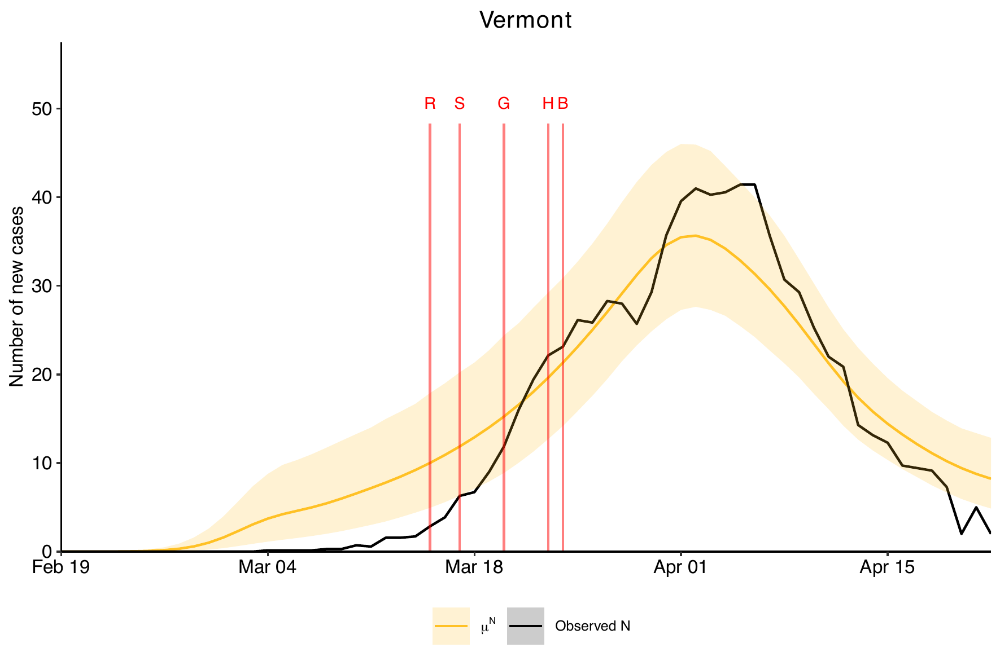 Vermont
R S G H B
Number of new cases
50
40
30
20
10
0
Feb 19 Mar 04 Mar 18 Apr 01 Apr 15
μN Observed N